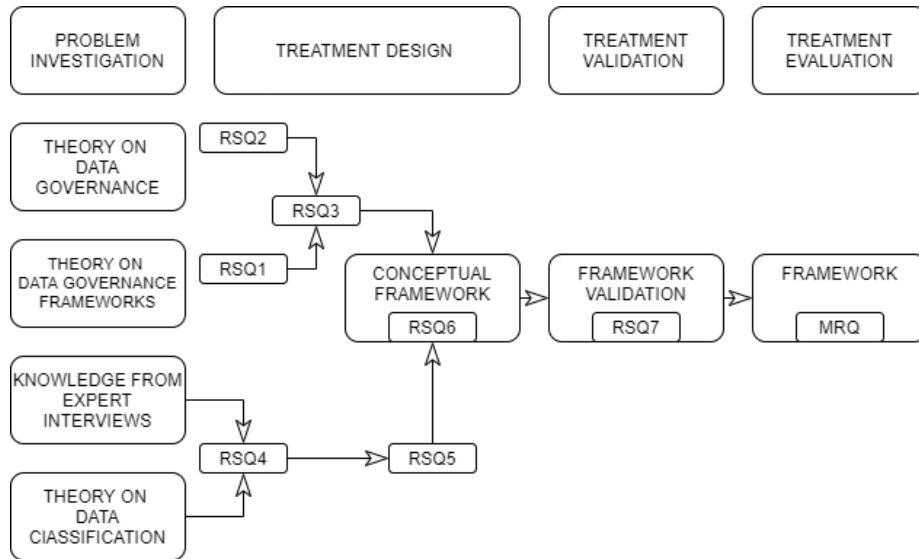 PROBLEM
INVESTIGATION
TREATMENT DESIGN
TREATMENT
VALIDATION
TREATMENT
EVALUATION
THEORY ON
DATA
GOVERNANCE
RSQ2
RSQ3
THEORY ON
DATA GOVERNANCE
FRAMEWORKS
RSQ1
CONCEPTUAL
FRAMEWORK
RSQ6
FRAMEWORK
VALIDATION
RSQ7
FRAMEWORK
MRQ
KNOWLEDGE FROM
EXPERT
INTERVIEWS
RSQ4
RSQ5
THEORY ON
DATA
CIASSIFICATION